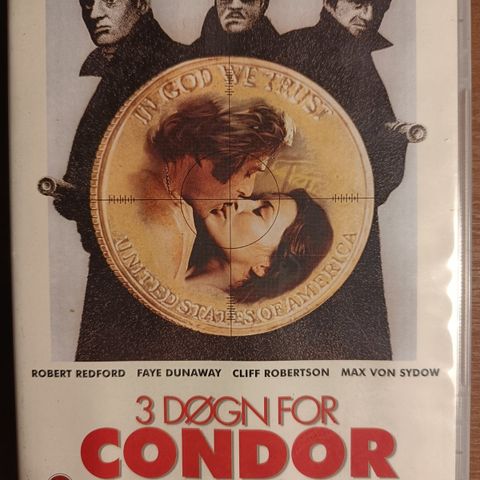 IN GOD WE TRUST
UNITED STATES OF AMERICA
ROBERT REDFORD FAYE DUNAWAY CLIFF ROBERTSON MAX VON SYDOW
3 DØGN FOR
CONDOR